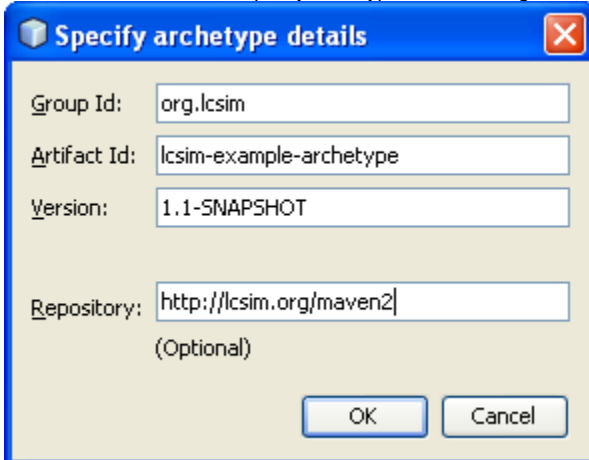 Specify archetype details
Group Id: org.lcsim
Artifact Id: lcsim-example-archetype
Version: 1.1-SNAPSHOT
Repository: http://lcsim.org/maven2
(Optional)
OK Cancel